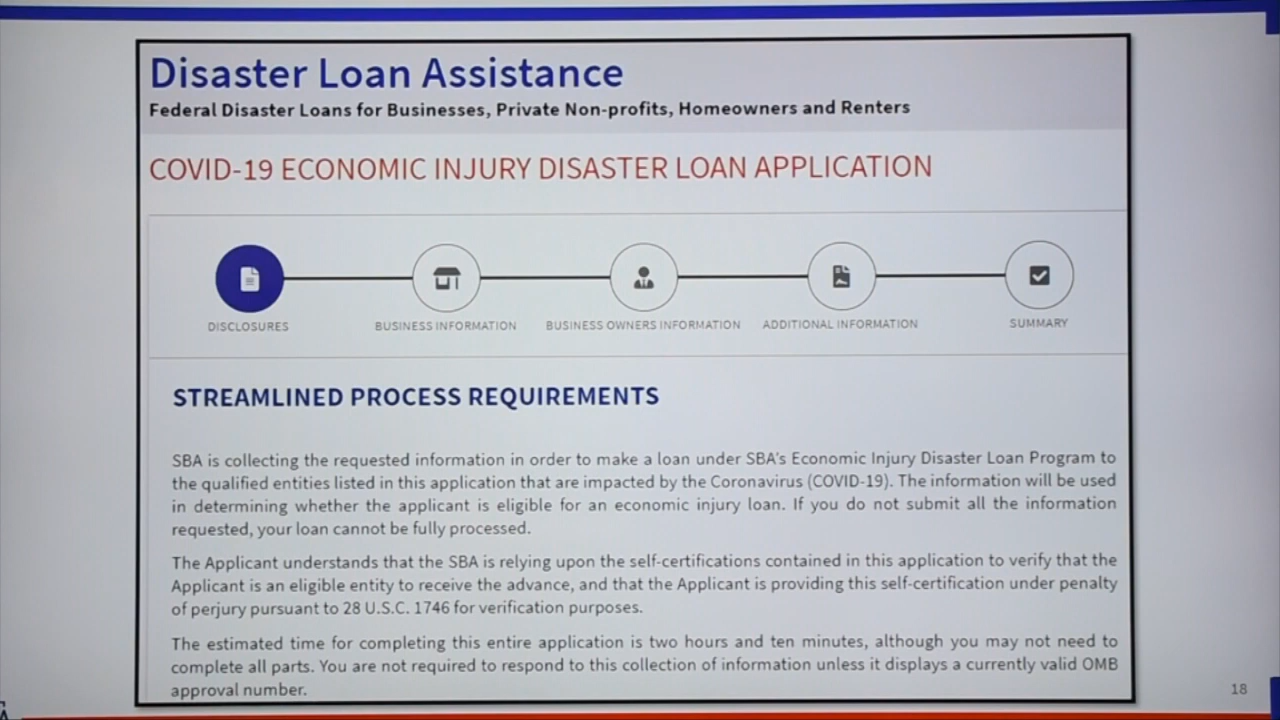 Disaster Loan Assistance
Federal Disaster Loans for Businesses, Private Non-profits, Homeowners and Renters
COVID-19 ECONOMIC INJURY DISASTER LOAN APPLICATION
DISCLOSURES
BUSINESS INFORMATION
BUSINESS OWNERS INFORMATION
ADDITIONAL INFORMATION
SUMMARY
STREAMLINED PROCESS REQUIREMENTS
SBA is collecting the requested information in order to make a loan under SBA's Economic Injury Disaster Loan Program to
the qualified entities listed in this application that are impacted by the Coronavirus (COVID-19). The information will be used
in determining whether the applicant is eligible for an economic injury loan. If you do not submit all the information
requested, your loan cannot be fully processed.
The Applicant understands that the SBA is relying upon the self-certifications contained in this application to verify that the
Applicant is an eligible entity to receive the advance, and that the Applicant is providing this self-certification under penalty
of perjury pursuant to 28 U.S.C. 1746 for verification purposes.
The estimated time for completing this entire application is two hours and ten minutes, although you may not need to
complete all parts. You are not required to respond to this collection of information unless it displays a currently valid OMB
approval number.
18